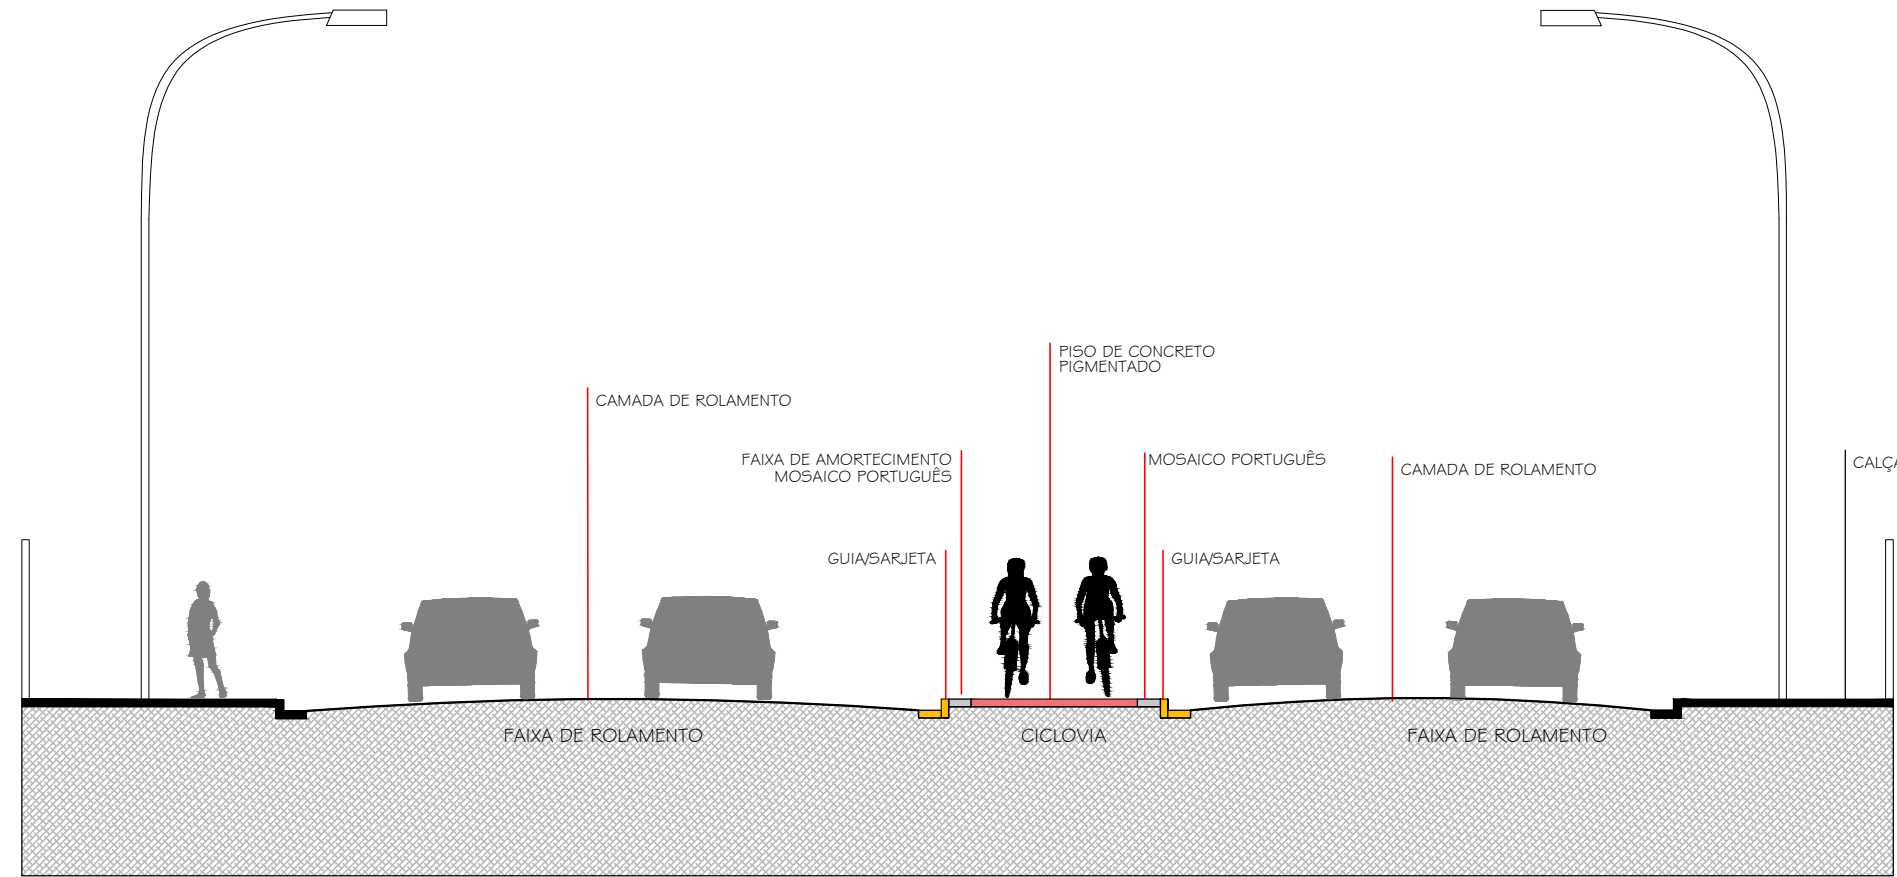 PISO DE CONCRETO
PIGMENTADO
CAMADA DE ROLAMENTO
FAIXA DE AMORTECIMENTO
MOSAICO PORTUGUÊS
MOSAICO PORTUGUÊS
CAMADA DE ROLAMENTO
CALÇA
GUIA/SARJETA
GUIA/SARJETA
FAIXA DE ROLAMENTO
CICLOVIA
FAIXA DE ROLAMENTO